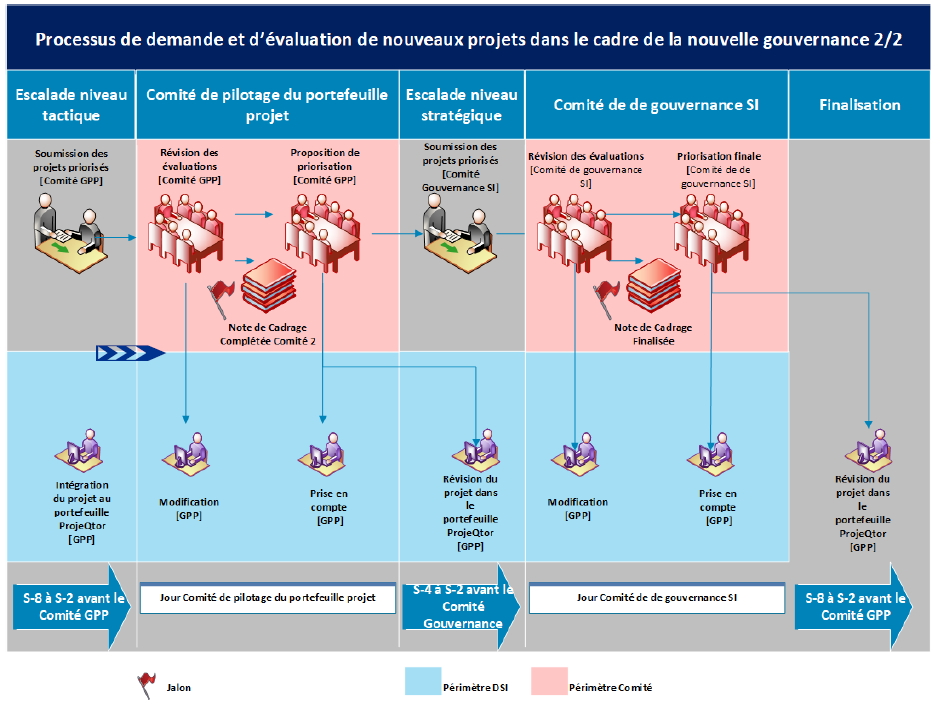 Processus de demande et d'évaluation de nouveaux projets dans le cadre de la nouvelle gouvernance 2/2
Escalade niveau
tactique
Comité de pilotage du portefeuille
projet
Escalade niveau
stratégique
Comité de de gouvernance SI
Finalisation
Soumission des
projets priorisés
[Comité GPP]
Révision des
évaluations
[Comité GPP]
Proposition de
priorisation
[Comité GPP]
Soumission des
projets priorisés
[Comité
Gouvernance SI]
Révision des évaluations
[Comité de gouvernance
SI]
Priorisation finale
[Comité de de
gouvernance SI]
Note de Cadrage
Complétée Comité 2
Note de Cadrage
Finalisée
Intégration
du projet au
portefeuille
ProjeQtor
[GPP]
Modification
[GPP]
Prise en
compte
[GPP]
Révision du
projet dans
le
portefeuille
ProjeQtor
[GPP]
Modification
[GPP]
Prise en
compte
[GPP]
Révision du
projet dans
le
portefeuille
ProjeQtor
[GPP]
S-8 à S-2 avant le
Comité GPP
Jour Comité de pilotage du portefeuille projet
S-4 à S-2 avant le
Comité
Gouvernance
Jour Comité de de gouvernance SI
S-8 à S-2 avant le
Comité GPP
Jalon
Périmètre DSI
Périmètre Comité